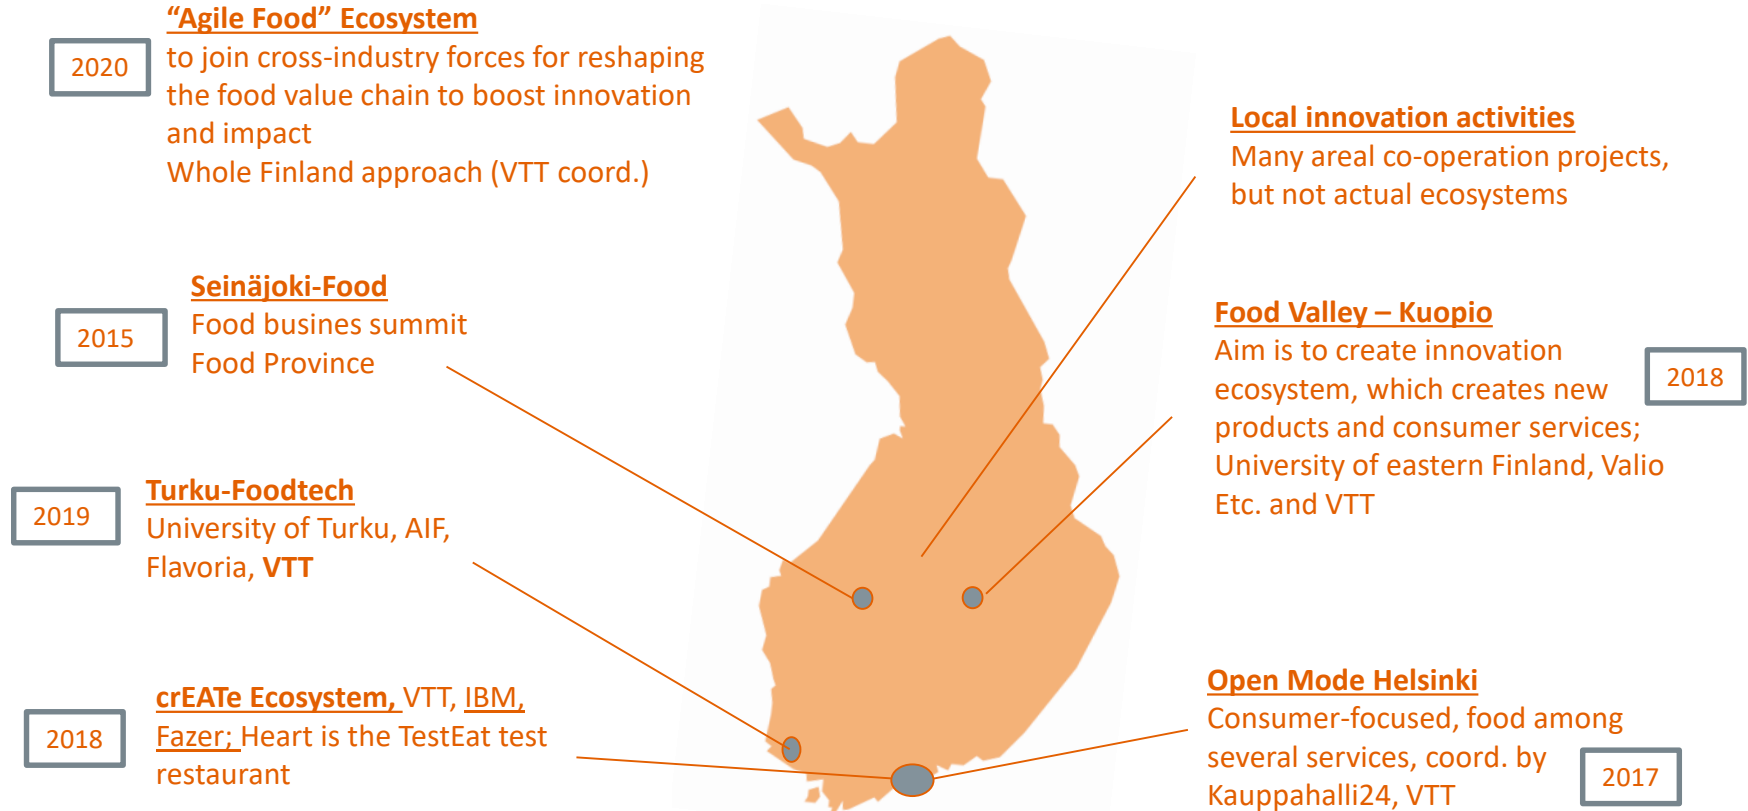 “Agile Food” Ecosystem
2020
to join cross-industry forces for reshaping
the food value chain to boost innovation
and impact
Whole Finland approach (VTT coord.)
Local innovation activities
Many areal co-operation projects,
but not actual ecosystems
Seinäjoki-Food
2015
Food busines summit
Food Province
Food Valley – Kuopio
Aim is to create innovation
ecosystem, which creates new
2018
products and consumer services;
University of eastern Finland, Valio
Etc. and VTT
Turku-Foodtech
2019
University of Turku, AIF,
Flavoria, VTT
crEATe Ecosystem, VTT, IBM,
2018
Fazer; Heart is the TestEat test
restaurant
Open Mode Helsinki
Consumer-focused, food among
several services, coord. by
2017
Kauppahalli24, VTT